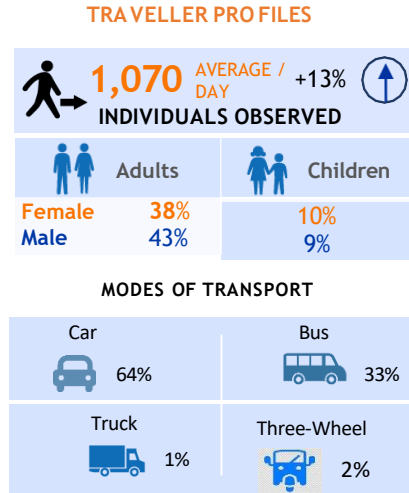 TRAVELLER PROFILES
1,070 AVERAGE / DAY +13%
INDIVIDUALS OBSERVED
Adults Children
Female 38% 10%
Male 43% 9%
MODES OF TRANSPORT
Car Bus
64% 33%
Truck Three-Wheel
1% 2%